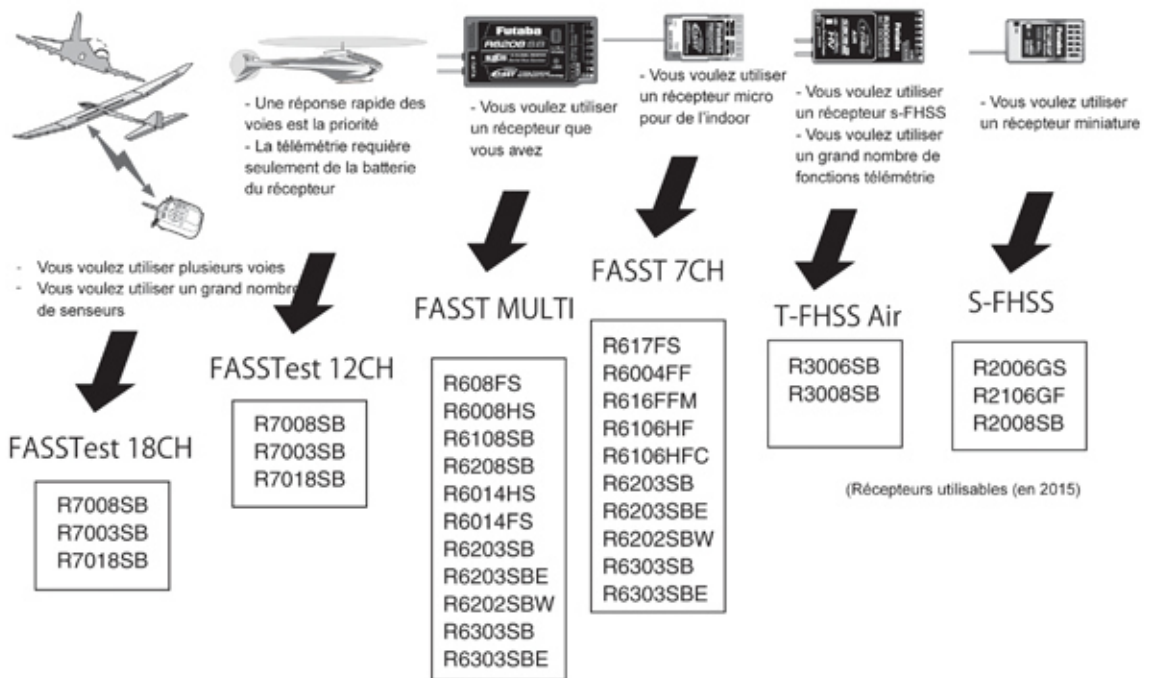 - Vous voulez utiliser plusieurs voies
- Vous voulez utiliser un grand nombre
de senseurs
FASSTest 18CH
R7008SB
R7003SB
R7018SB
- Une réponse rapide des
voies est la priorité
- La télémétrie requière
seulement de la batterie
du récepteur
FASSTest 12CH
R7008SB
R7003SB
R7018SB
Futaba
- Vous voulez utiliser
un récepteur que
vous avez
FASST MULTI
R608FS
R6008HS
R6108SB
R6208SB
R6014HS
R6014FS
R6203SB
R6203SBE
R6202SBW
R6303SB
R6303SBE
- Vous voulez utiliser
un récepteur micro
pour de l'indoor
FASST 7CH
R617FS
R6004FF
R616FFM
R6106HF
R6106HFC
R6203SB
R6203SBE
R6202SBW
R6303SB
R6303SBE
Futaba
- Vous voulez utiliser
un récepteur s-FHSS
- Vous voulez utiliser
un grand nombre de
fonctions télémétrie
T-FHSS Air
R3006SB
R3008SB
- Vous voulez utiliser
un récepteur miniature
S-FHSS
R2006GS
R2106GF
R2008SB
(Récepteurs utilisables (en 2015)